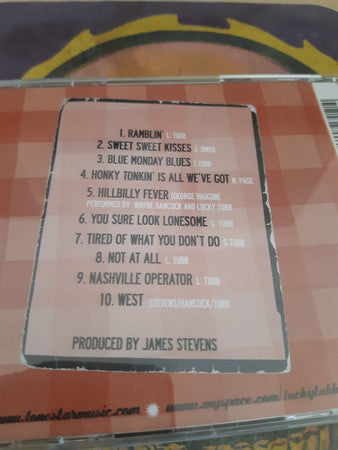 1. RAMBLIN' L. TUBB
2. SWEET SWEET KISSES J. SMITH
3. BLUE MONDAY BLUES T. TUBB
4. HONKY TONKIN' IS ALL WE'VE GOT N. PAGE
5. HILLBILLY FEVER (GEORGE VAUGHN)
PERFORMED BY WAYNE HANCOCK AND LUCKY TUBB
6. YOU SURE LOOK LONESOME G. TUBB
7. TIRED OF WHAT YOU DON'T DO G TUBB
8. NOT AT ALL L. TUBB
9. NASHVILLE OPERATOR L. TUBB
10. WEST STEVENS/HANCOCK/TUBB
PRODUCED BY JAMES STEVENS
www.lonestarmusic.com www.myspace.com/luckytubb